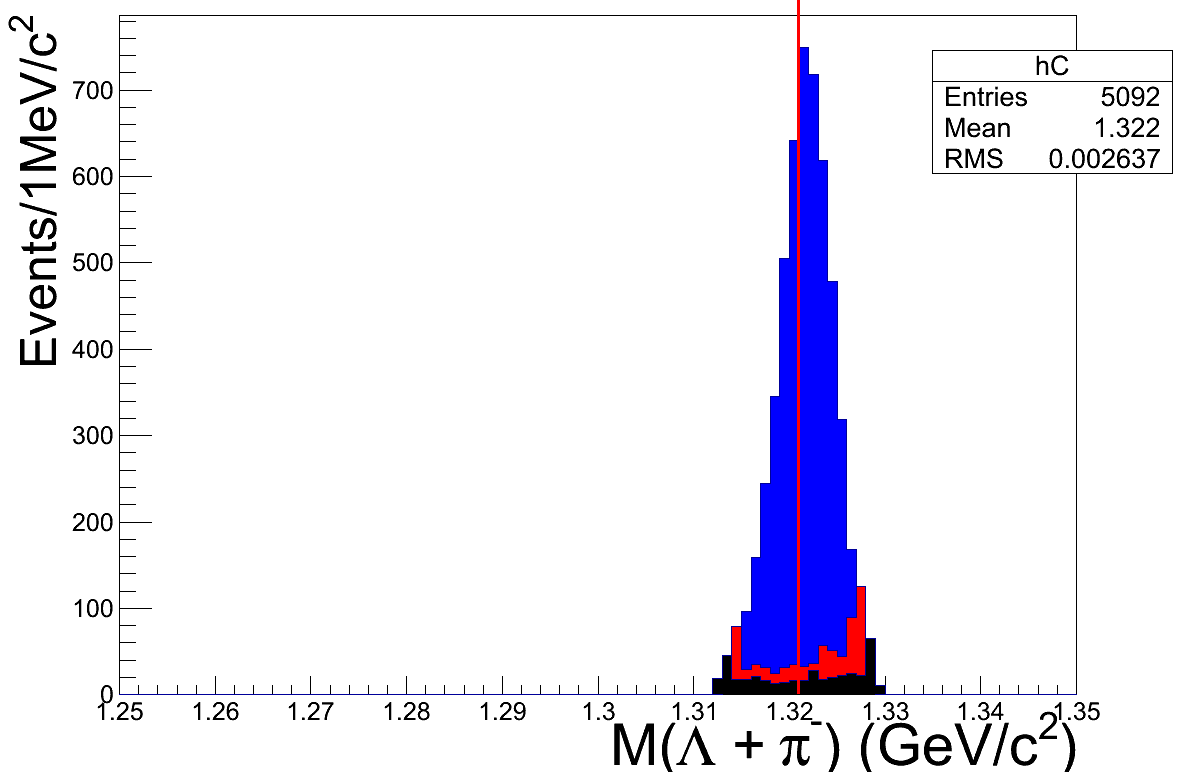 Events/1MeV/c²
700
600
500
400
300
200
100
0
hC
Entries 5092
Mean 1.322
RMS 0.002637
1.25 1.26 1.27 1.28 1.29 1.3 1.31 1.32 1.33 1.34 1.35
M(Λ + π⁻) (GeV/c²)